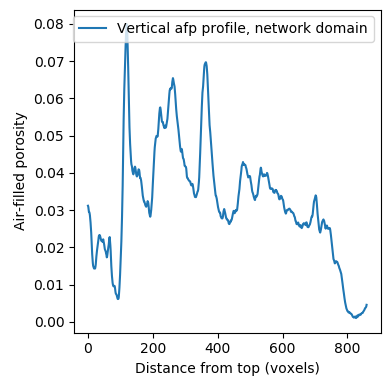 Vertical afp profile, network domain
Air-filled porosity
0.08
0.07
0.06
0.05
0.04
0.03
0.02
0.01
0.00
0 200 400 600 800
Distance from top (voxels)